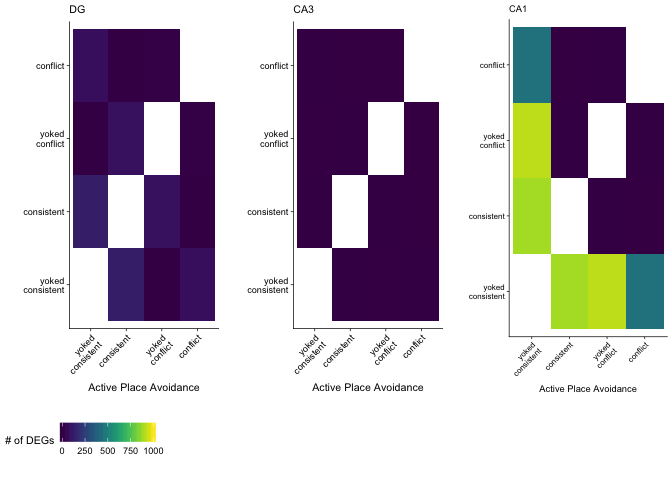 DG
conflict
yoked
conflict
consistent
yoked
consistent
yoked
consistent
consistent
yoked
conflict
conflict
Active Place Avoidance
CA3
conflict
yoked
conflict
consistent
yoked
consistent
yoked
consistent
consistent
yoked
conflict
conflict
Active Place Avoidance
CA1
conflict
yoked
conflict
consistent
yoked
consistent
yoked
consistent
consistent
yoked
conflict
conflict
Active Place Avoidance
# of DEGs
0 250 500 750 1000